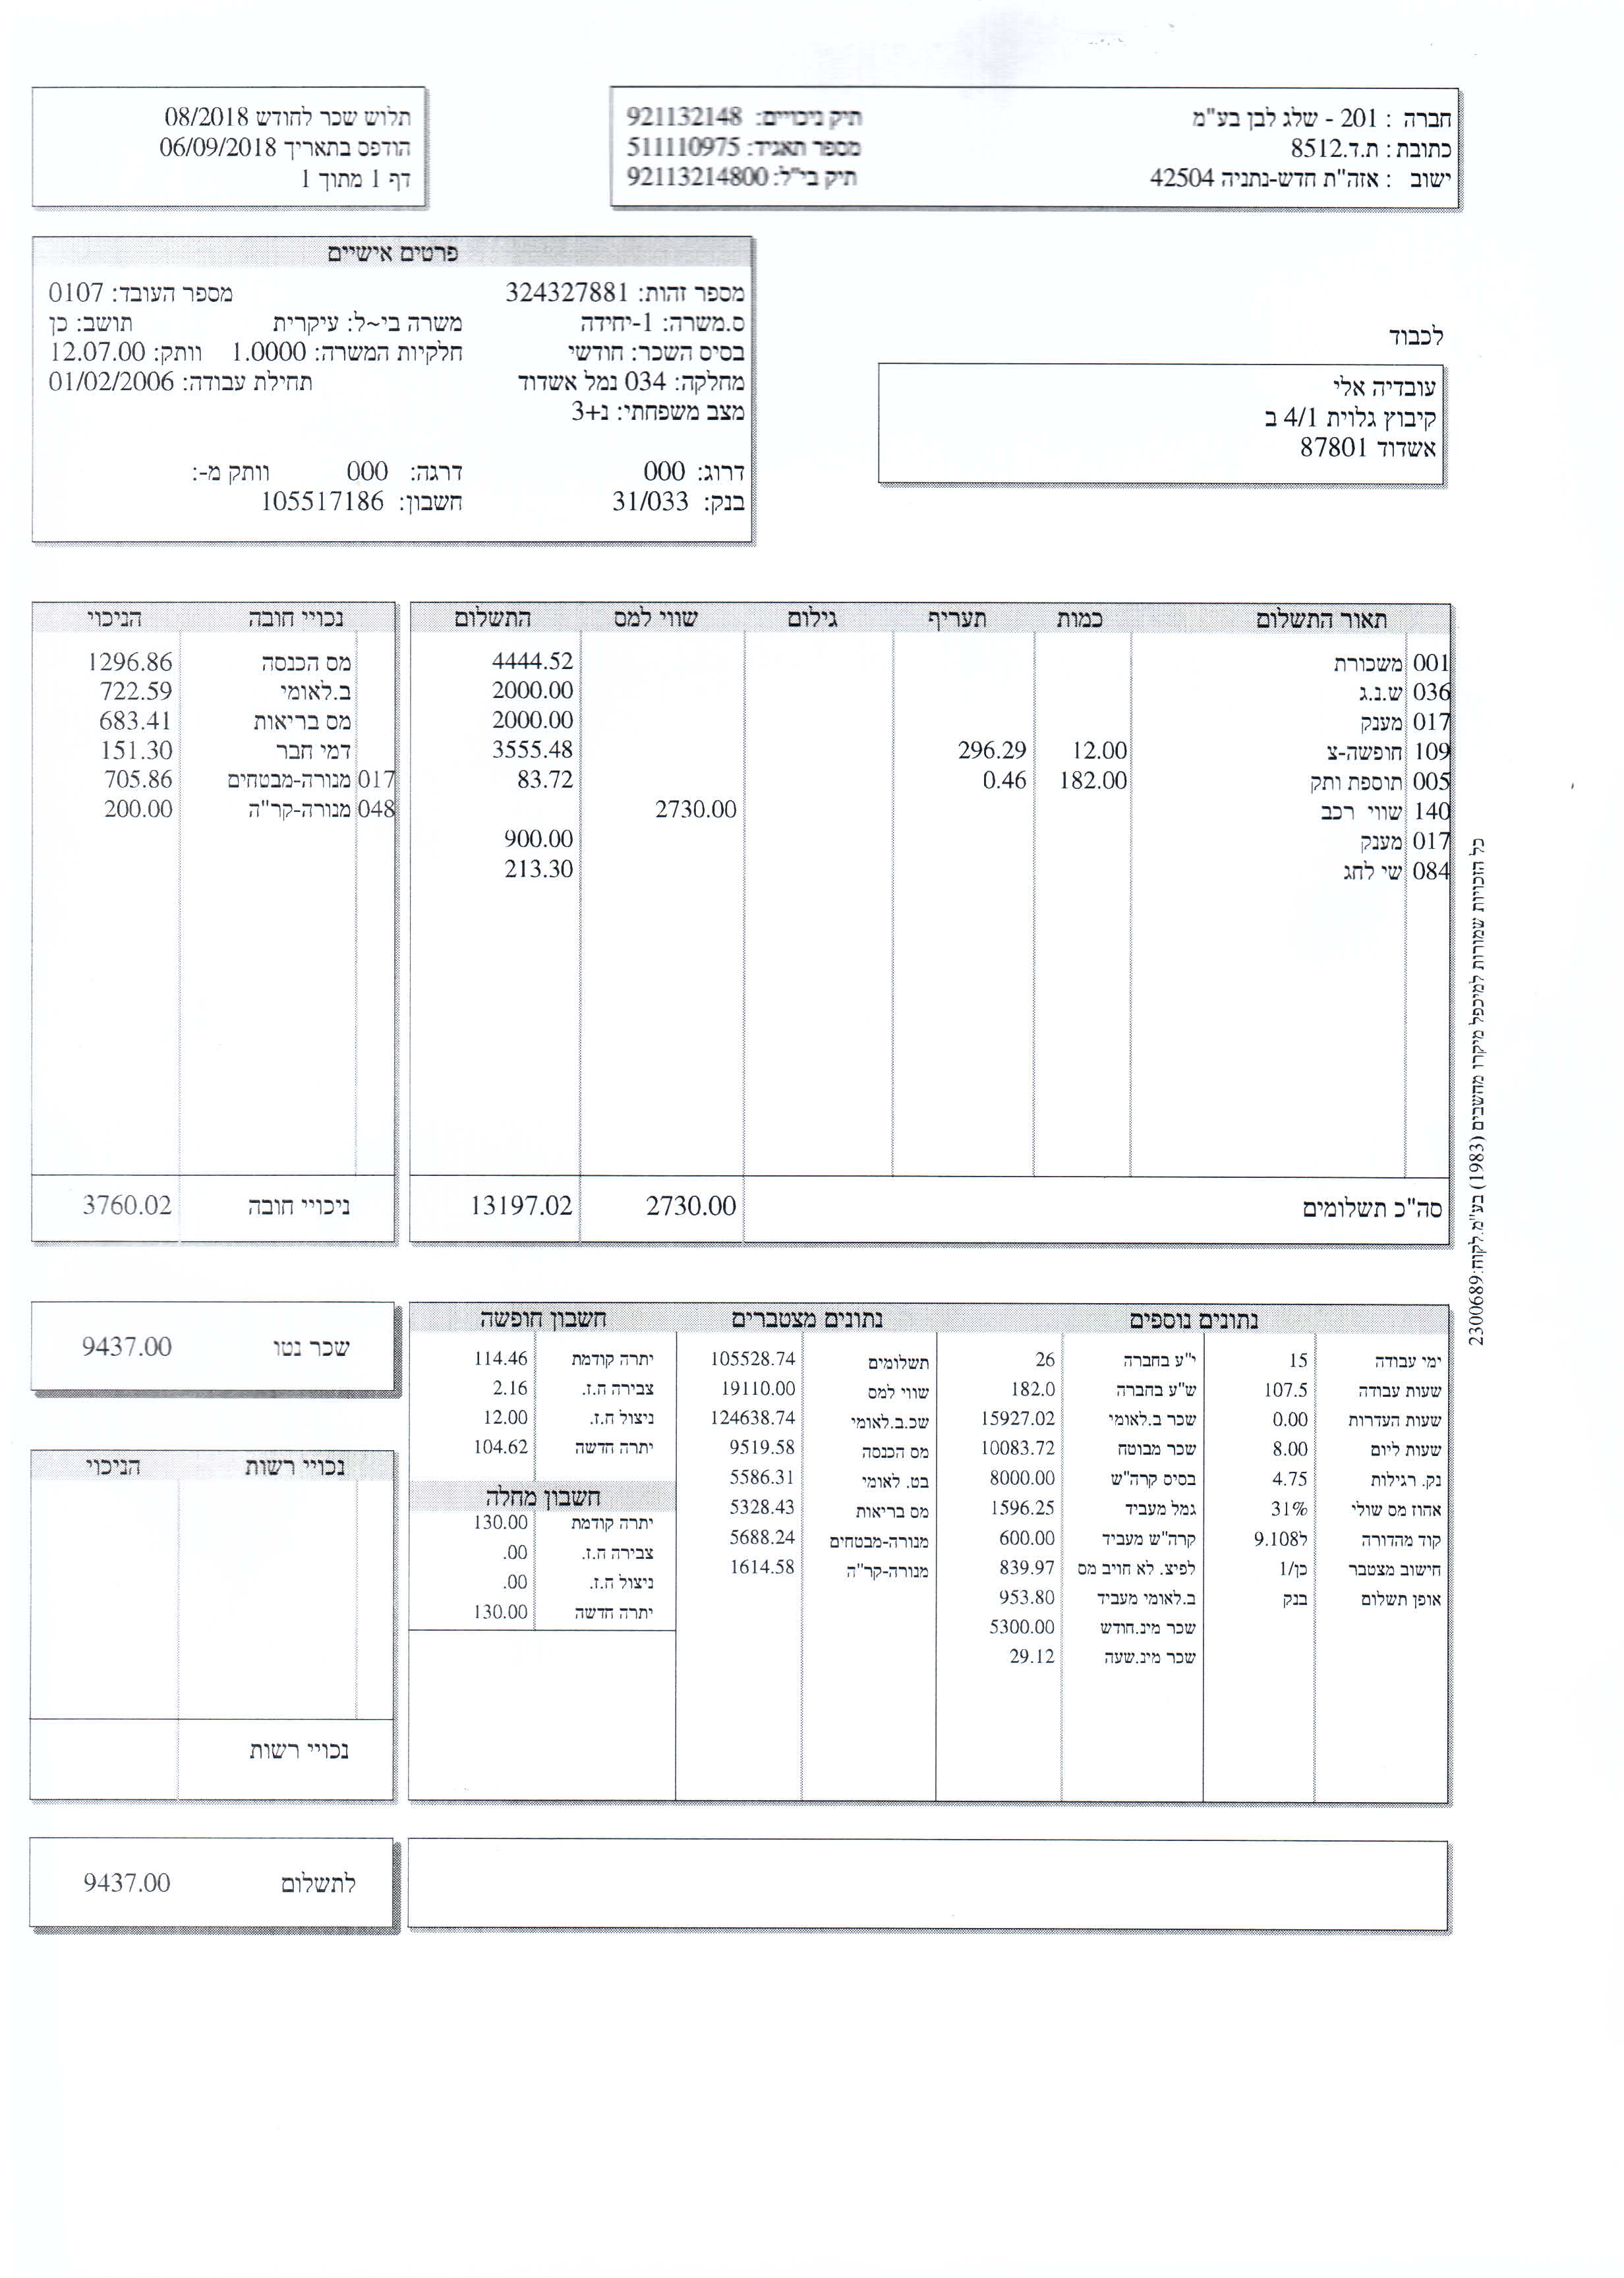 חברה : 201 - שלג לבן בע"מ
כתובת : ת.ד.8512
ישוב : אזה"ת חדש-נתניה 42504
תיק ניכויים: 921132148
מספר תאגיד: 511110975
תיק בי"ל: 92113214800
תלוש שכר לחודש 08/2018
הודפס בתאריך 06/09/2018
דף 1 מתוך 1
פרטים אישיים
מספר זהות: 324327881 מספר העובד: 0107
ס.משרה: 1-יחידה משרה בי~ל: עיקרית תושב: כן
בסיס השכר: חודשי חלקיות המשרה: 1.0000 וותק: 12.07.00
מחלקה: 034 נמל אשדוד תחילת עבודה: 01/02/2006
מצב משפחתי: נ+3
דרוג: 000 דרגה: 000 וותק מ-:
בנק: 31/033 חשבון: 105517186
לכבוד
עובדיה אלי
קיבוץ גלוית 4/1 ב
אשדוד 87801
תאור התשלום כמות תעריף גילום שווי למס התשלום
001 משכורת 4444.52
036 ש.נ.ג 2000.00
017 מענק 2000.00
109 חופשה-צ 12.00 296.29 3555.48
005 תוספת ותק 182.00 0.46 83.72
140 שווי רכב 2730.00
017 מענק 900.00
084 שי לחג 213.30
סה"כ תשלומים 2730.00 13197.02
נכויי חובה הניכוי
מס הכנסה 1296.86
ב.לאומי 722.59
מס בריאות 683.41
דמי חבר 151.30
017 מנורה-מבטחים 705.86
048 מנורה-קר"ה 200.00
ניכויי חובה 3760.02
כל הזכויות שמורות למיכפל מיקרו מחשבים (1983) בע"מ.לקוח:2300689
נתונים נוספים
ימי עבודה 15 י"ע בחברה 26
שעות עבודה 107.5 ש"ע בחברה 182.0
שעות העדרות 0.00 שכר ב.לאומי 15927.02
שעות ליום 8.00 שכר מבוטח 10083.72
נק. רגילות 4.75 בסיס קרה"ש 8000.00
אחוז מס שולי 31% גמל מעביד 1596.25
קוד מהדורה 9.108ל קרה"ש מעביד 600.00
חישוב מצטבר כן/1 לפיצ. לא חויב מס 839.97
אופן תשלום בנק ב.לאומי מעביד 953.80
שכר מינ.חודש 5300.00
שכר מינ.שעה 29.12
נתונים מצטברים
תשלומים 105528.74
שווי למס 19110.00
שכ.ב.לאומי 124638.74
מס הכנסה 9519.58
בט. לאומי 5586.31
מס בריאות 5328.43
מנורה-מבטחים 5688.24
מנורה-קר"ה 1614.58
חשבון חופשה
יתרה קודמת 114.46
צבירה ח.ז. 2.16
ניצול ח.ז. 12.00
יתרה חדשה 104.62
חשבון מחלה
יתרה קודמת 130.00
צבירה ח.ז. .00
ניצול ח.ז. .00
יתרה חדשה 130.00
שכר נטו 9437.00
נכויי רשות הניכוי
נכויי רשות
לתשלום 9437.00